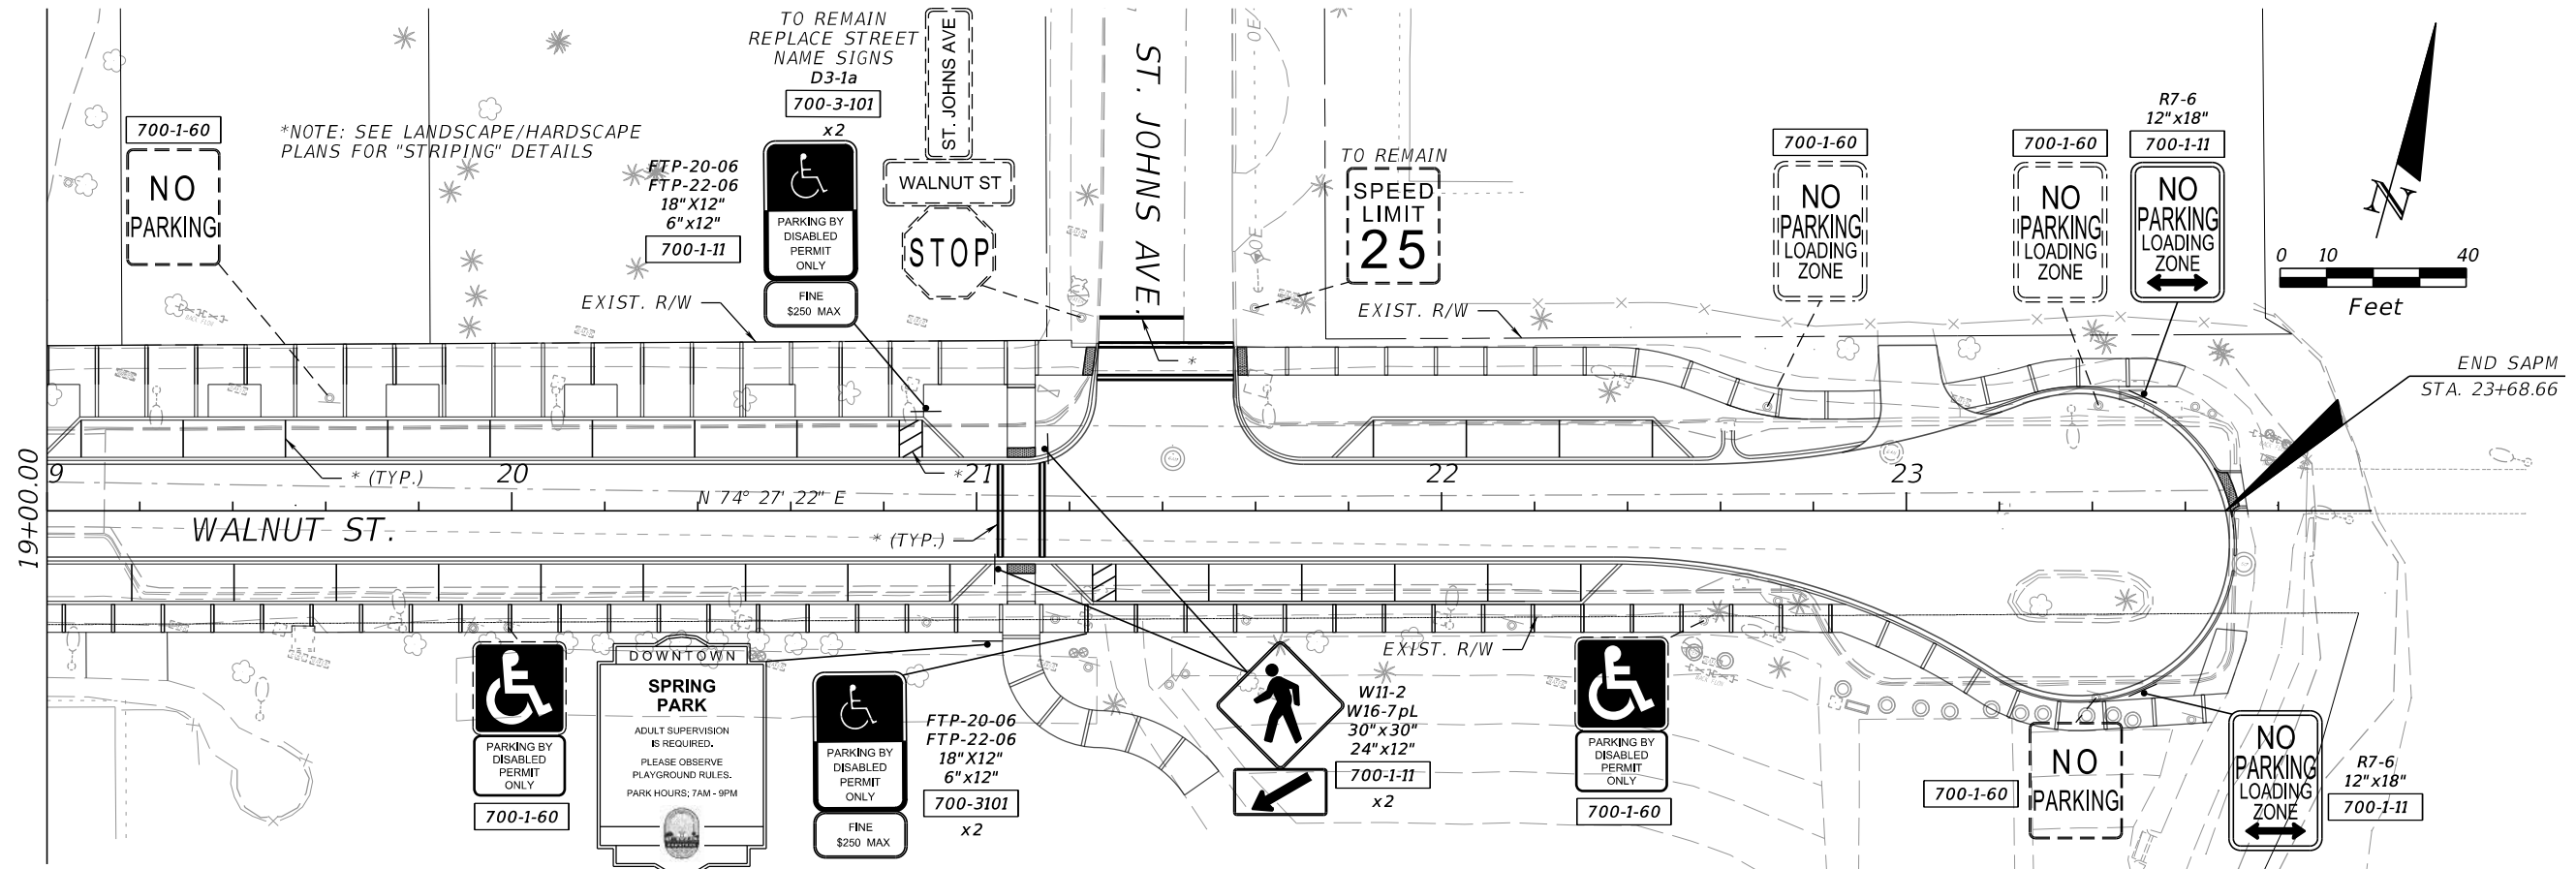 TO REMAIN
REPLACE STREET
NAME SIGNS
D3-1a
700-3-101
x2
ST. JOHNS AVE
WALNUT ST
STOP
ST. JOHNS AVE.
700-1-60
NO
PARKING
*NOTE: SEE LANDSCAPE/HARDSCAPE
PLANS FOR "STRIPING" DETAILS
FTP-20-06
FTP-22-06
18"X12"
6"x12"
700-1-11
PARKING BY
DISABLED
PERMIT
ONLY
FINE
$250 MAX
EXIST. R/W
TO REMAIN
SPEED
LIMIT
25
EXIST. R/W
700-1-60
NO
PARKING
LOADING
ZONE
700-1-60
NO
PARKING
LOADING
ZONE
R7-6
12"x18"
700-1-11
NO
PARKING
LOADING
ZONE
N
0 10 40
Feet
END SAPM
STA. 23+68.66
*
19+00.00
9
20
*21
22
23
* (TYP.)
N 74° 27' 22" E
WALNUT ST.
* (TYP.)
EXIST. R/W
PARKING BY
DISABLED
PERMIT
ONLY
700-1-60
DOWNTOWN
SPRING
PARK
ADULT SUPERVISION
IS REQUIRED.
PLEASE OBSERVE
PLAYGROUND RULES.
PARK HOURS; 7AM - 9PM
PARKING BY
DISABLED
PERMIT
ONLY
FINE
$250 MAX
FTP-20-06
FTP-22-06
18"X12"
6"x12"
700-3101
x2
W11-2
W16-7pL
30"x30"
24"x12"
700-1-11
x2
PARKING BY
DISABLED
PERMIT
ONLY
700-1-60
700-1-60
NO
PARKING
NO
PARKING
LOADING
ZONE
R7-6
12"x18"
700-1-11